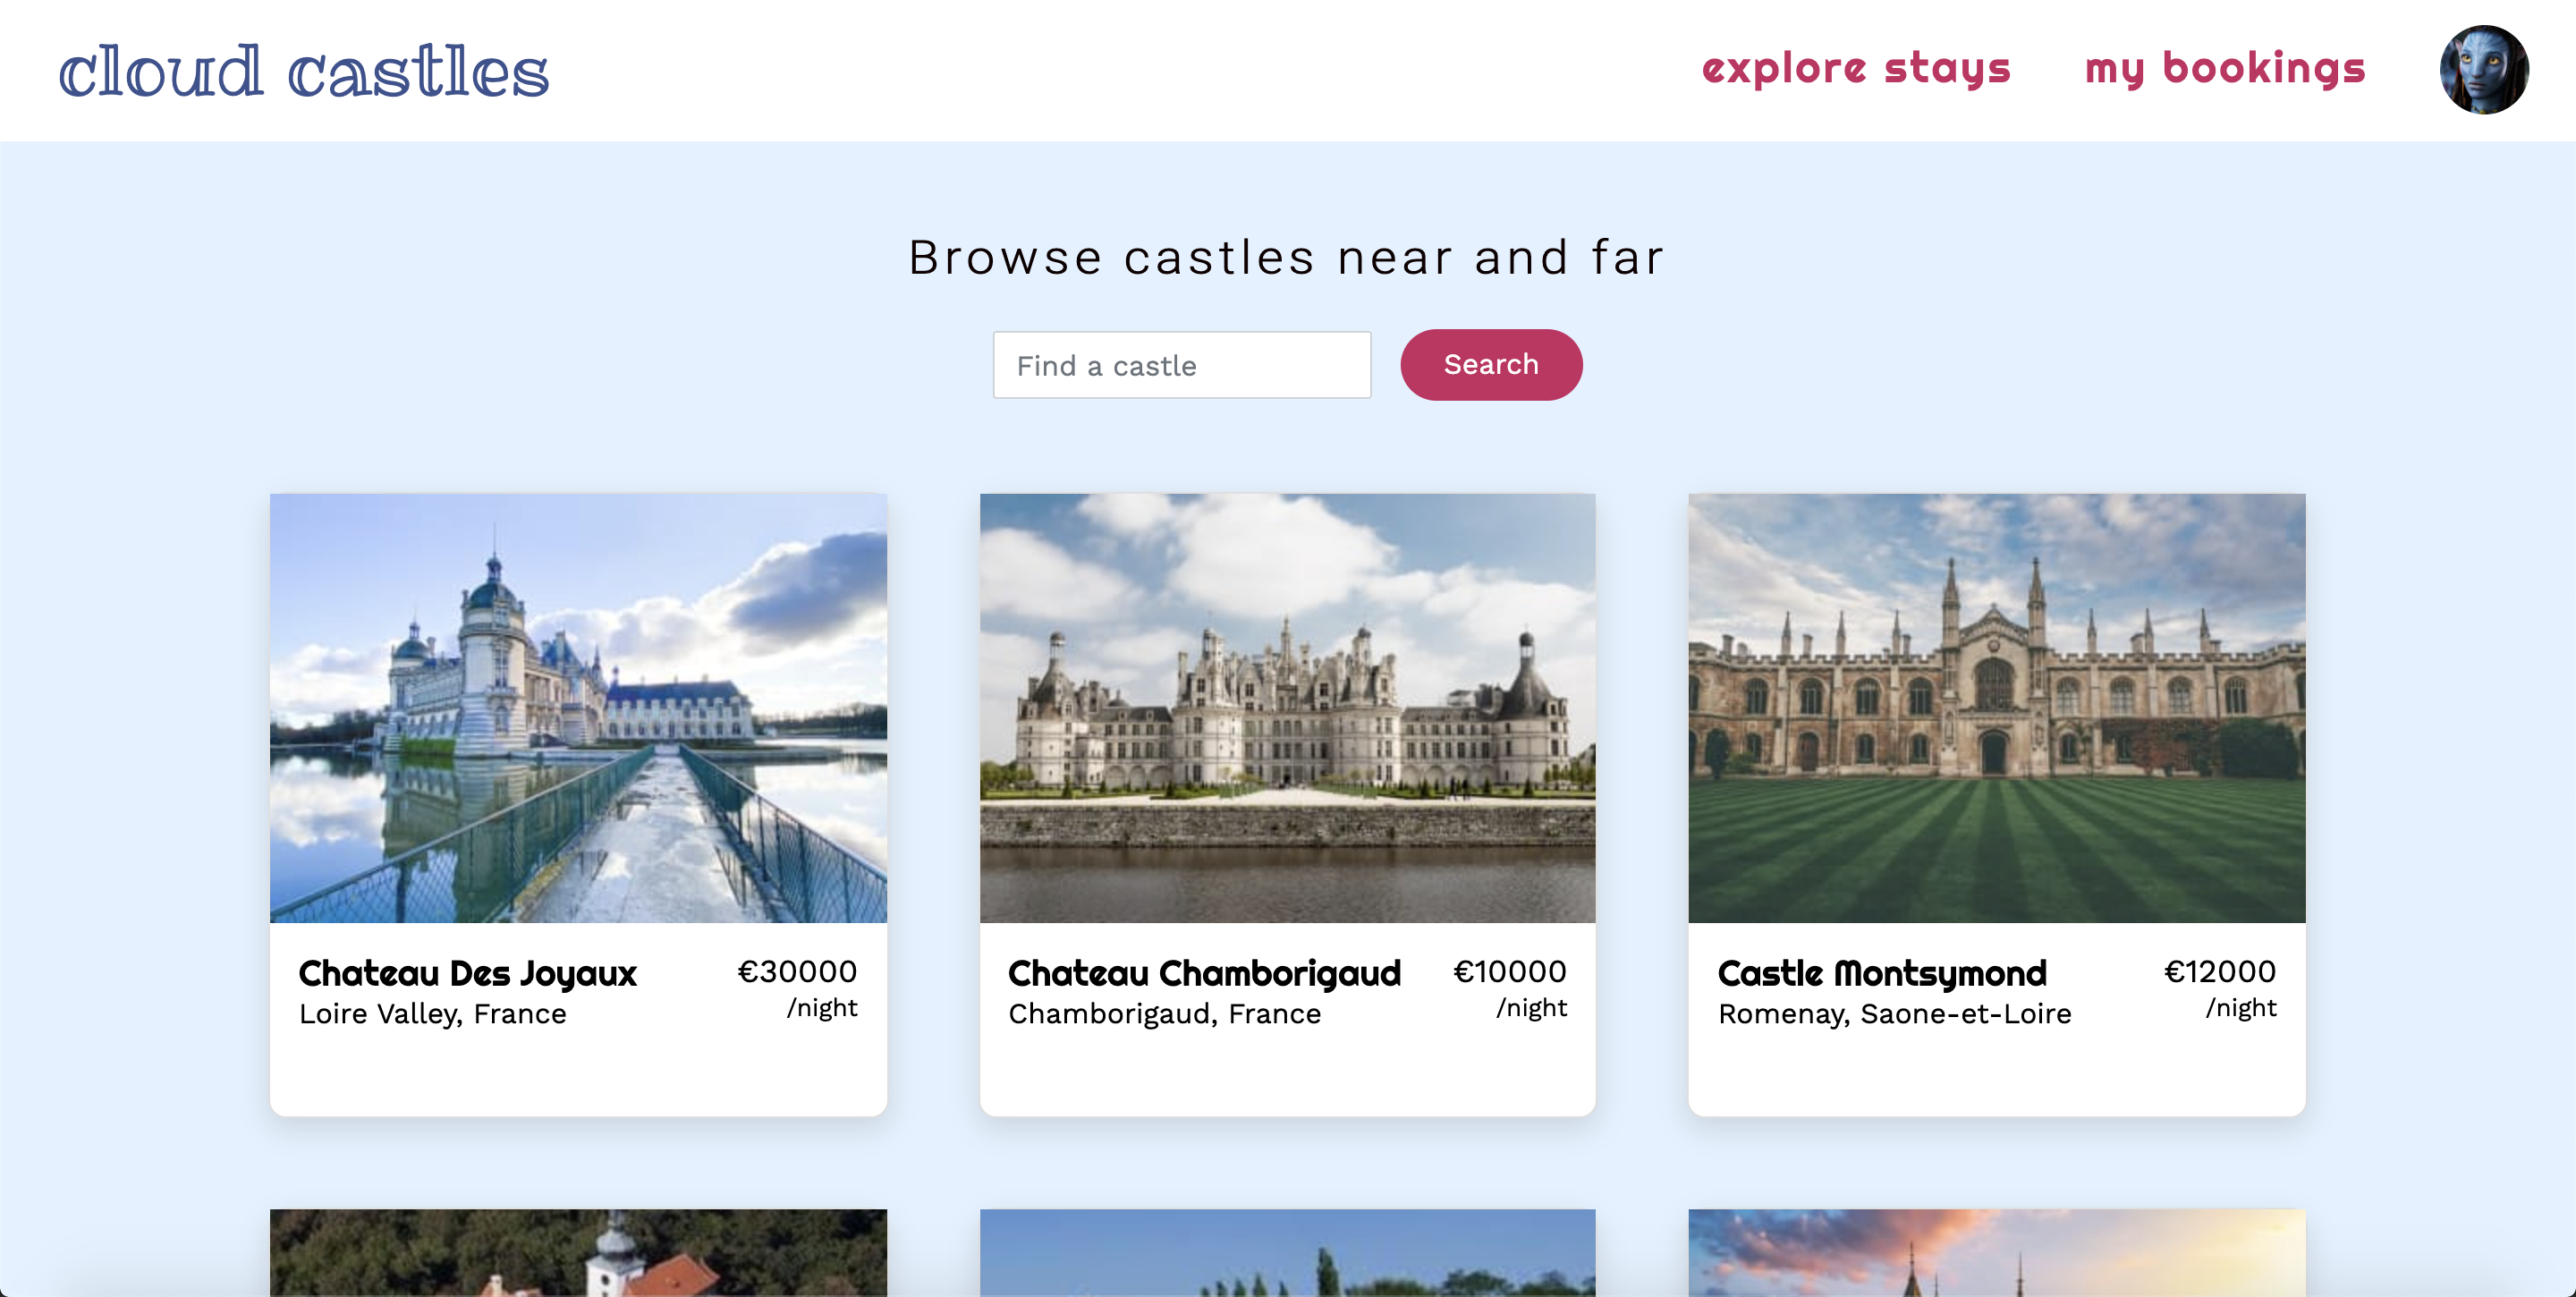 cloud castles
explore stays
my bookings
Browse castles near and far
Find a castle
Search
Chateau Des Joyaux
€30000
Loire Valley, France
/night
Chateau Chamborigaud
€10000
Chamborigaud, France
/night
Castle Montsymond
€12000
Romenay, Saone-et-Loire
/night